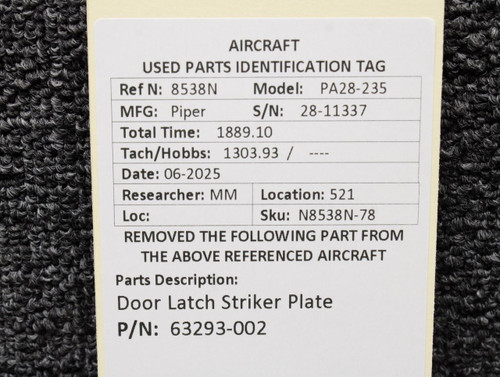 AIRCRAFT
USED PARTS IDENTIFICATION TAG
Ref N: 8538N Model: PA28-235
MFG: Piper S/N: 28-11337
Total Time: 1889.10
Tach/Hobbs: 1303.93 / ----
Date: 06-2025
Researcher: MM Location: 521
Loc: Sku: N8538N-78
REMOVED THE FOLLOWING PART FROM
THE ABOVE REFERENCED AIRCRAFT
Parts Description:
Door Latch Striker Plate
P/N: 63293-002